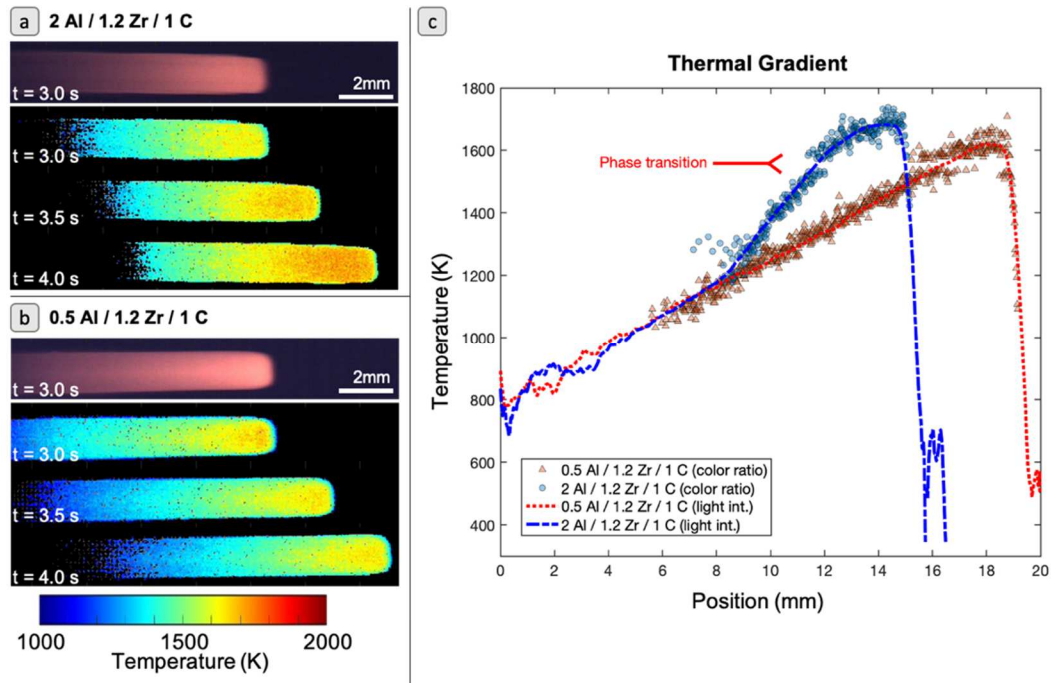 a 2 Al / 1.2 Zr / 1 C
t = 3.0 s
2mm
t = 3.0 s
t = 3.5 s
t = 4.0 s
b 0.5 Al / 1.2 Zr / 1 C
t = 3.0 s
2mm
t = 3.0 s
t = 3.5 s
t = 4.0 s
1000 1500 2000
Temperature (K)
c
Thermal Gradient
1800
1600
1400
1200
1000
800
600
400
Temperature (K)
Phase transition
0.5 Al / 1.2 Zr / 1 C (color ratio)
2 Al / 1.2 Zr / 1 C (color ratio)
0.5 Al / 1.2 Zr / 1 C (light int.)
2 Al / 1.2 Zr / 1 C (light int.)
0 2 4 6 8 10 12 14 16 18 20
Position (mm)